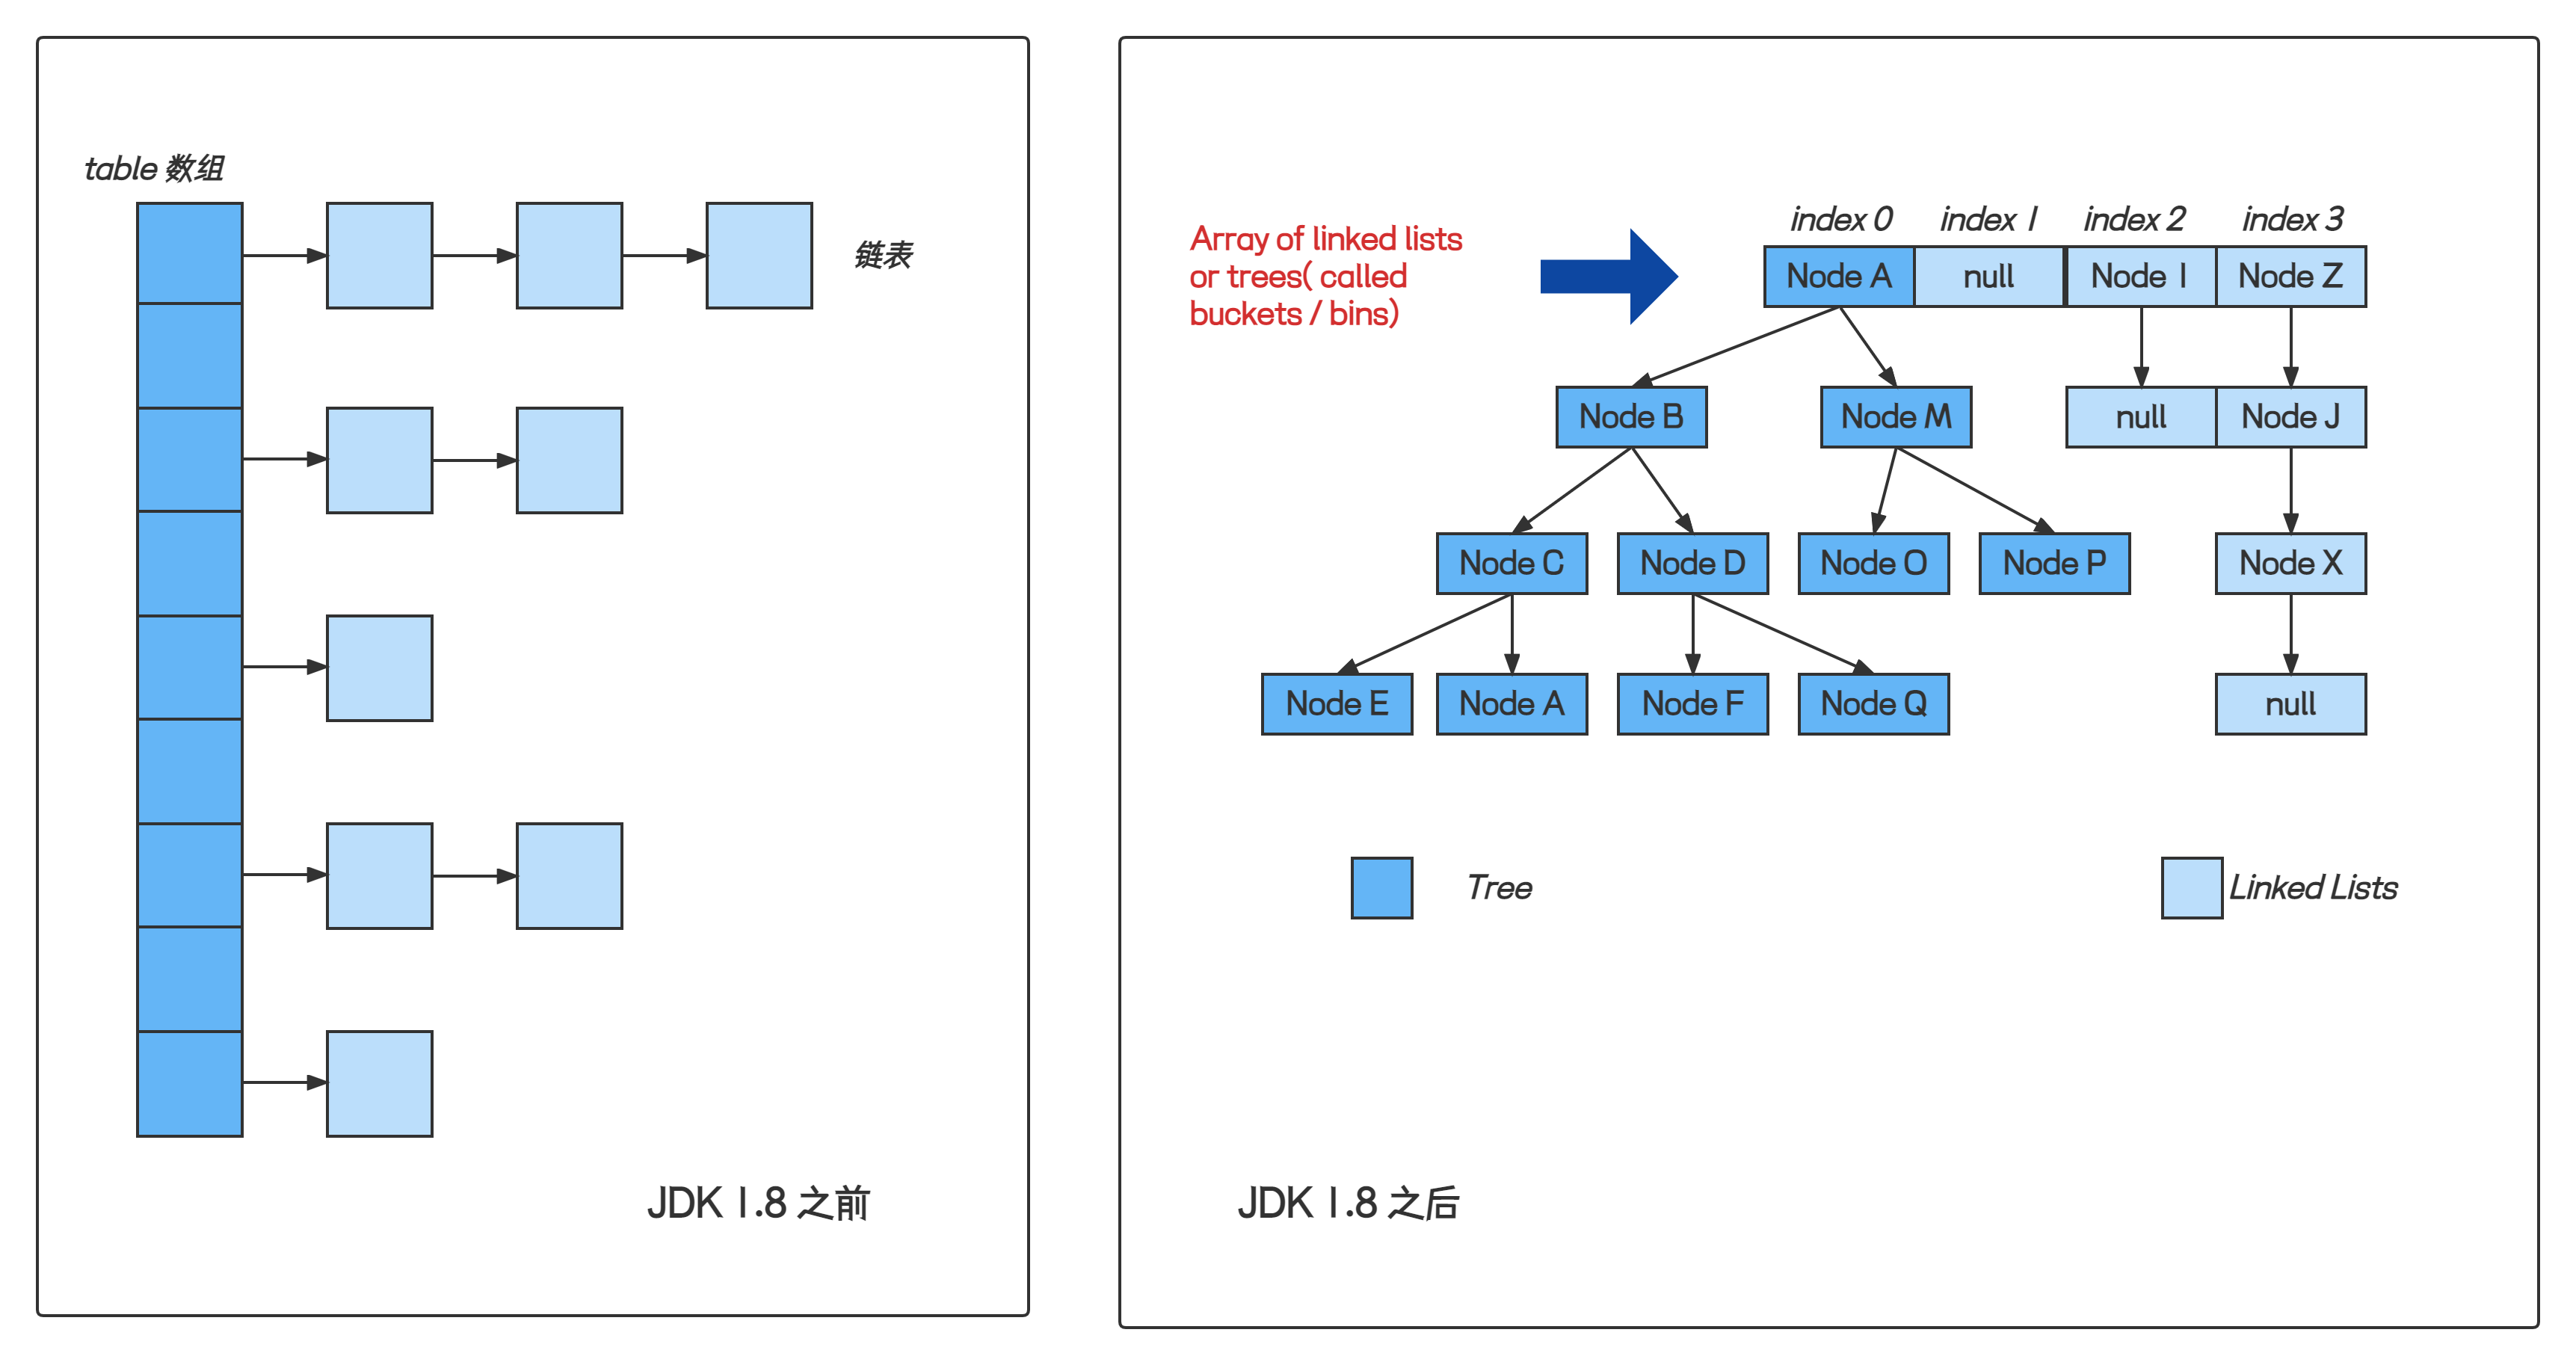 table 数组
链表
JDK 1.8 之前
Array of linked lists
or trees( called
buckets / bins)
index 0 index 1 index 2 index 3
Node A null Node I Node Z
Node B Node M null Node J
Node C Node D Node O Node P Node X
Node E Node A Node F Node Q null
Tree Linked Lists
JDK 1.8 之后